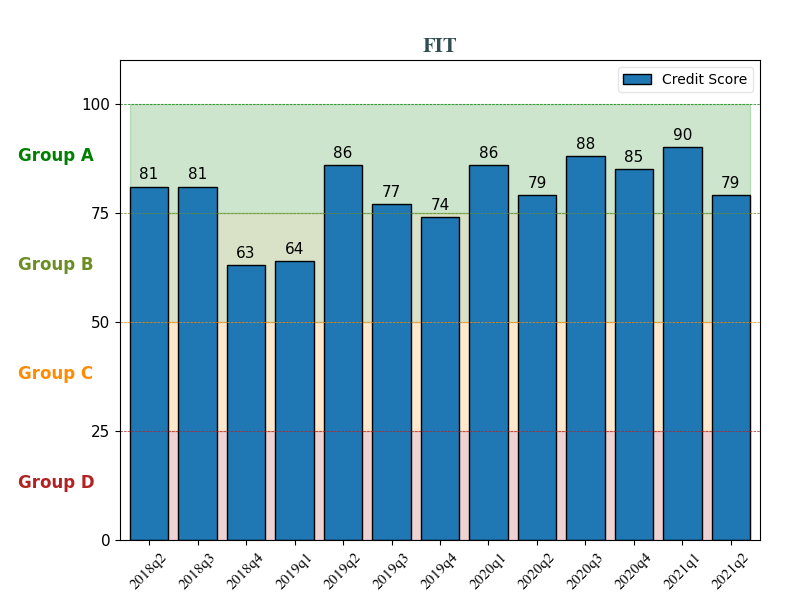 FIT
Credit Score
100
75
50
25
0
Group A
Group B
Group C
Group D
81
81
63
64
86
77
74
86
79
88
85
90
79
2018q2
2018q3
2018q4
2019q1
2019q2
2019q3
2019q4
2020q1
2020q2
2020q3
2020q4
2021q1
2021q2